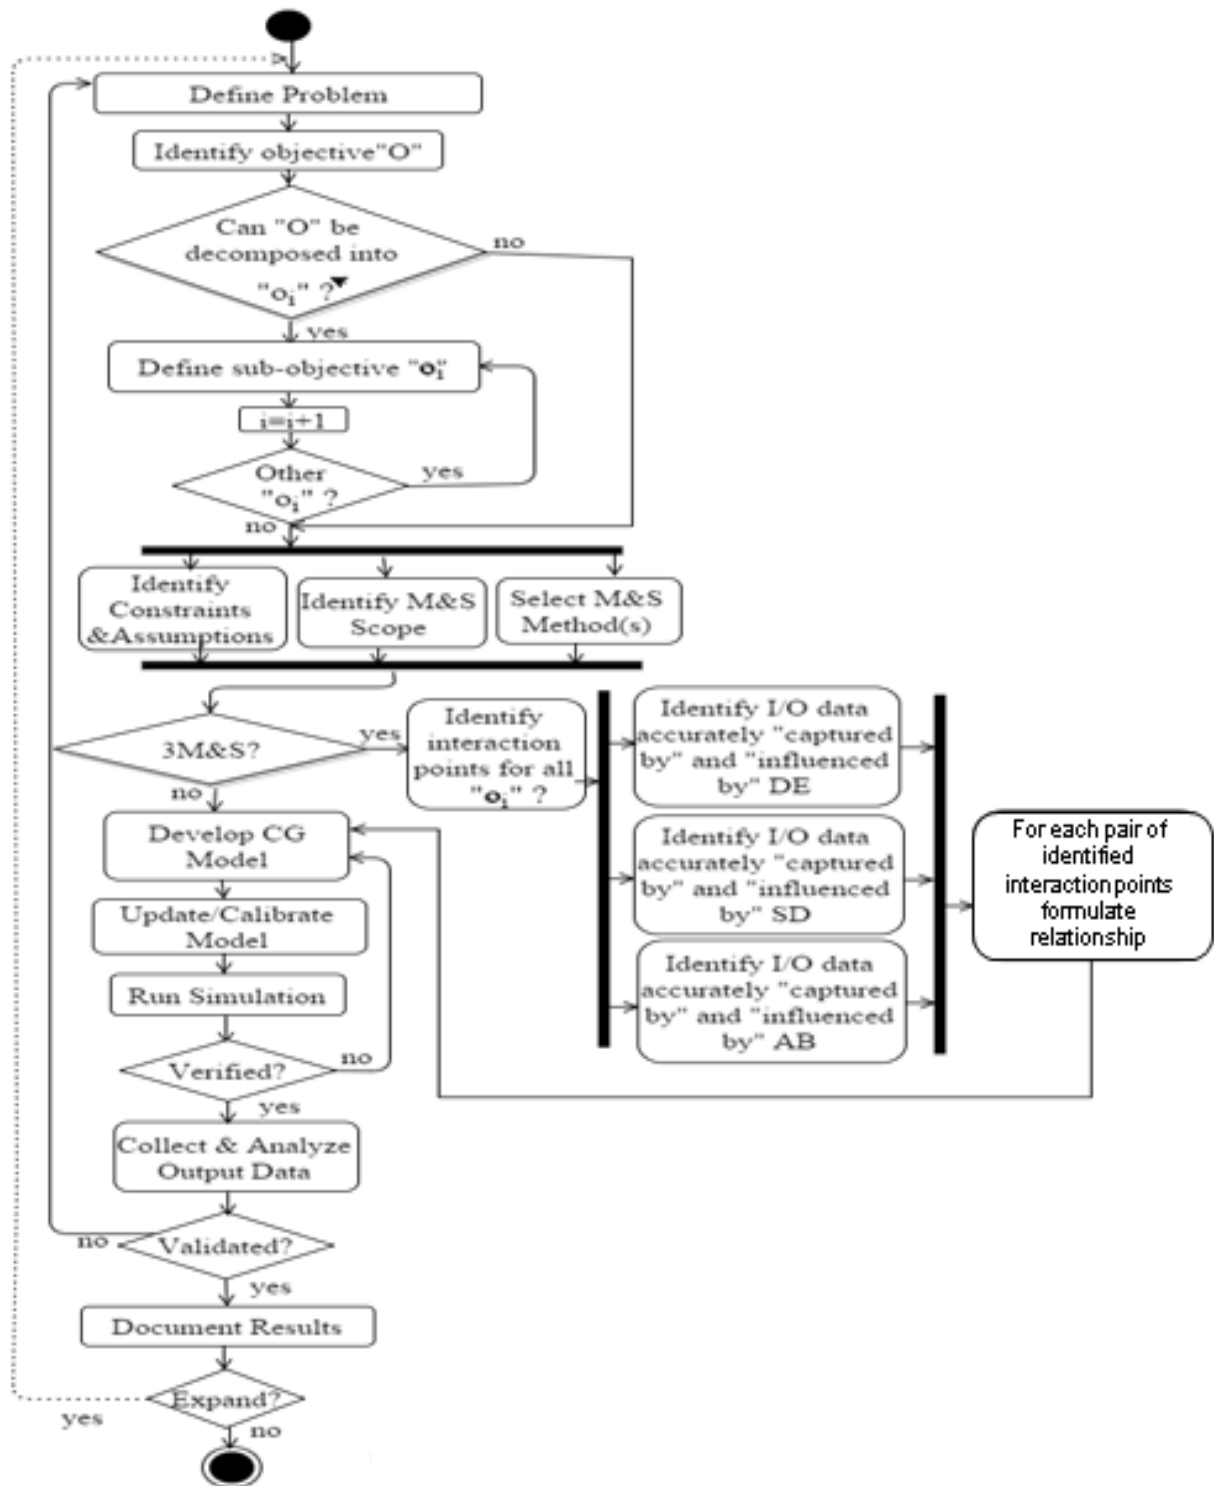 Define Problem
Identify objective"O"
Can "O" be
decomposed into
"oi" ?
no
yes
Define sub-objective "oi"
i=i+1
Other
"oi" ?
yes
no
Identify
Constraints
&Assumptions
Identify M&S
Scope
Select M&S
Method(s)
3M&S?
yes
no
Identify
interaction
points for all
"oi" ?
Identify I/O data
accurately "captured
by" and "influenced
by" DE
Identify I/O data
accurately "captured
by" and "influenced
by" SD
Identify I/O data
accurately "captured
by" and "influenced
by" AB
For each pair of
identified
interaction points
formulate
relationship
Develop CG
Model
Update/Calibrate
Model
Run Simulation
Verified?
no
yes
Collect & Analyze
Output Data
Validated?
no
yes
Document Results
Expand?
yes
no